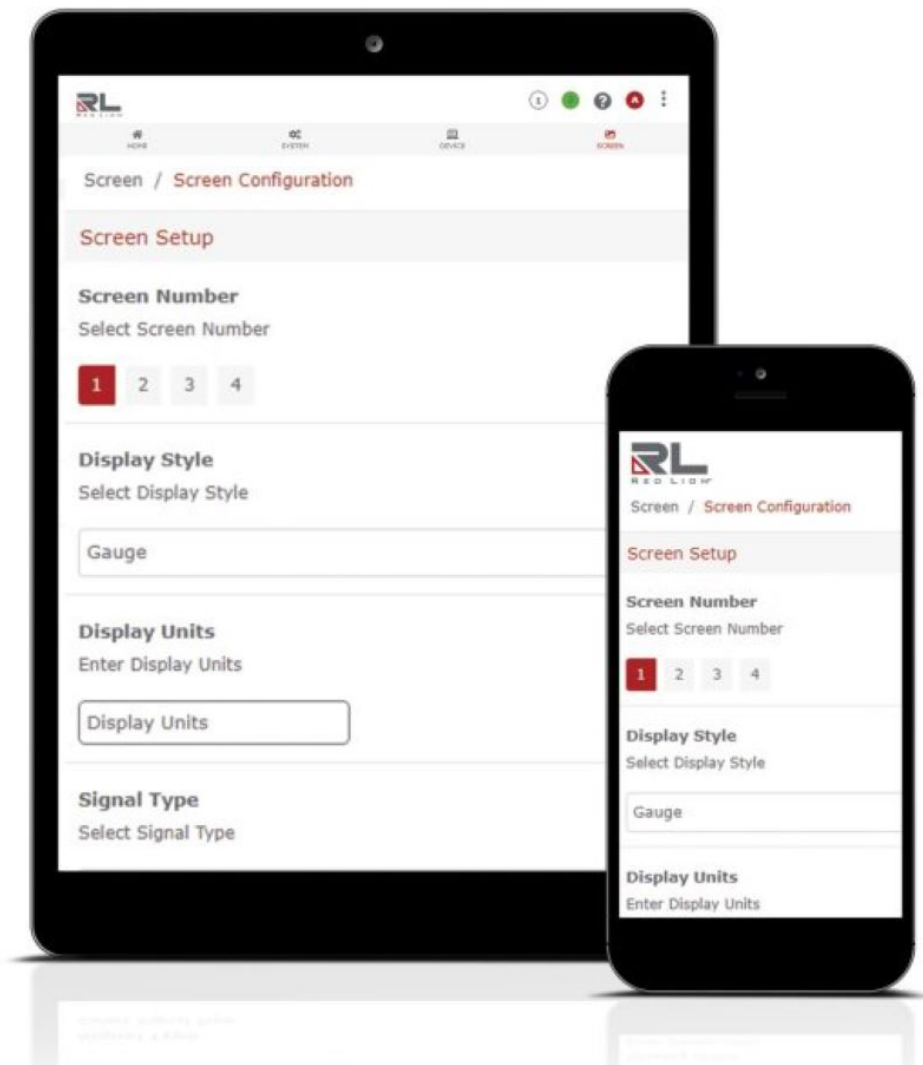 RL
RED LION
HOME SYSTEM DEVICE SCREEN
Screen / Screen Configuration
Screen Setup
Screen Number
Select Screen Number
1 2 3 4
Display Style
Select Display Style
Gauge
Display Units
Enter Display Units
Display Units
Signal Type
Select Signal Type
RL
RED LION
Screen / Screen Configuration
Screen Setup
Screen Number
Select Screen Number
1 2 3 4
Display Style
Select Display Style
Gauge
Display Units
Enter Display Units